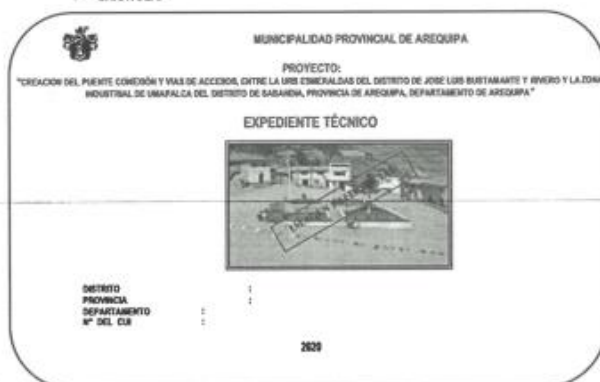 MUNICIPALIDAD PROVINCIAL DE AREQUIPA
PROYECTO:
"CREACION DEL PUENTE CONEXIÓN Y VIAS DE ACCESOS, ENTRE LA URB ESMERALDAS DEL DISTRITO DE JOSE LUIS BUSTAMANTE Y RIVERO Y LA ZONA
INDUSTRIAL DE UMAPALCA DEL DISTRITO DE SABANDIA, PROVINCIA DE AREQUIPA, DEPARTAMENTO DE AREQUIPA"
EXPEDIENTE TÉCNICO
DISTRITO :
PROVINCIA :
DEPARTAMENTO :
N° DEL CUI :
2020